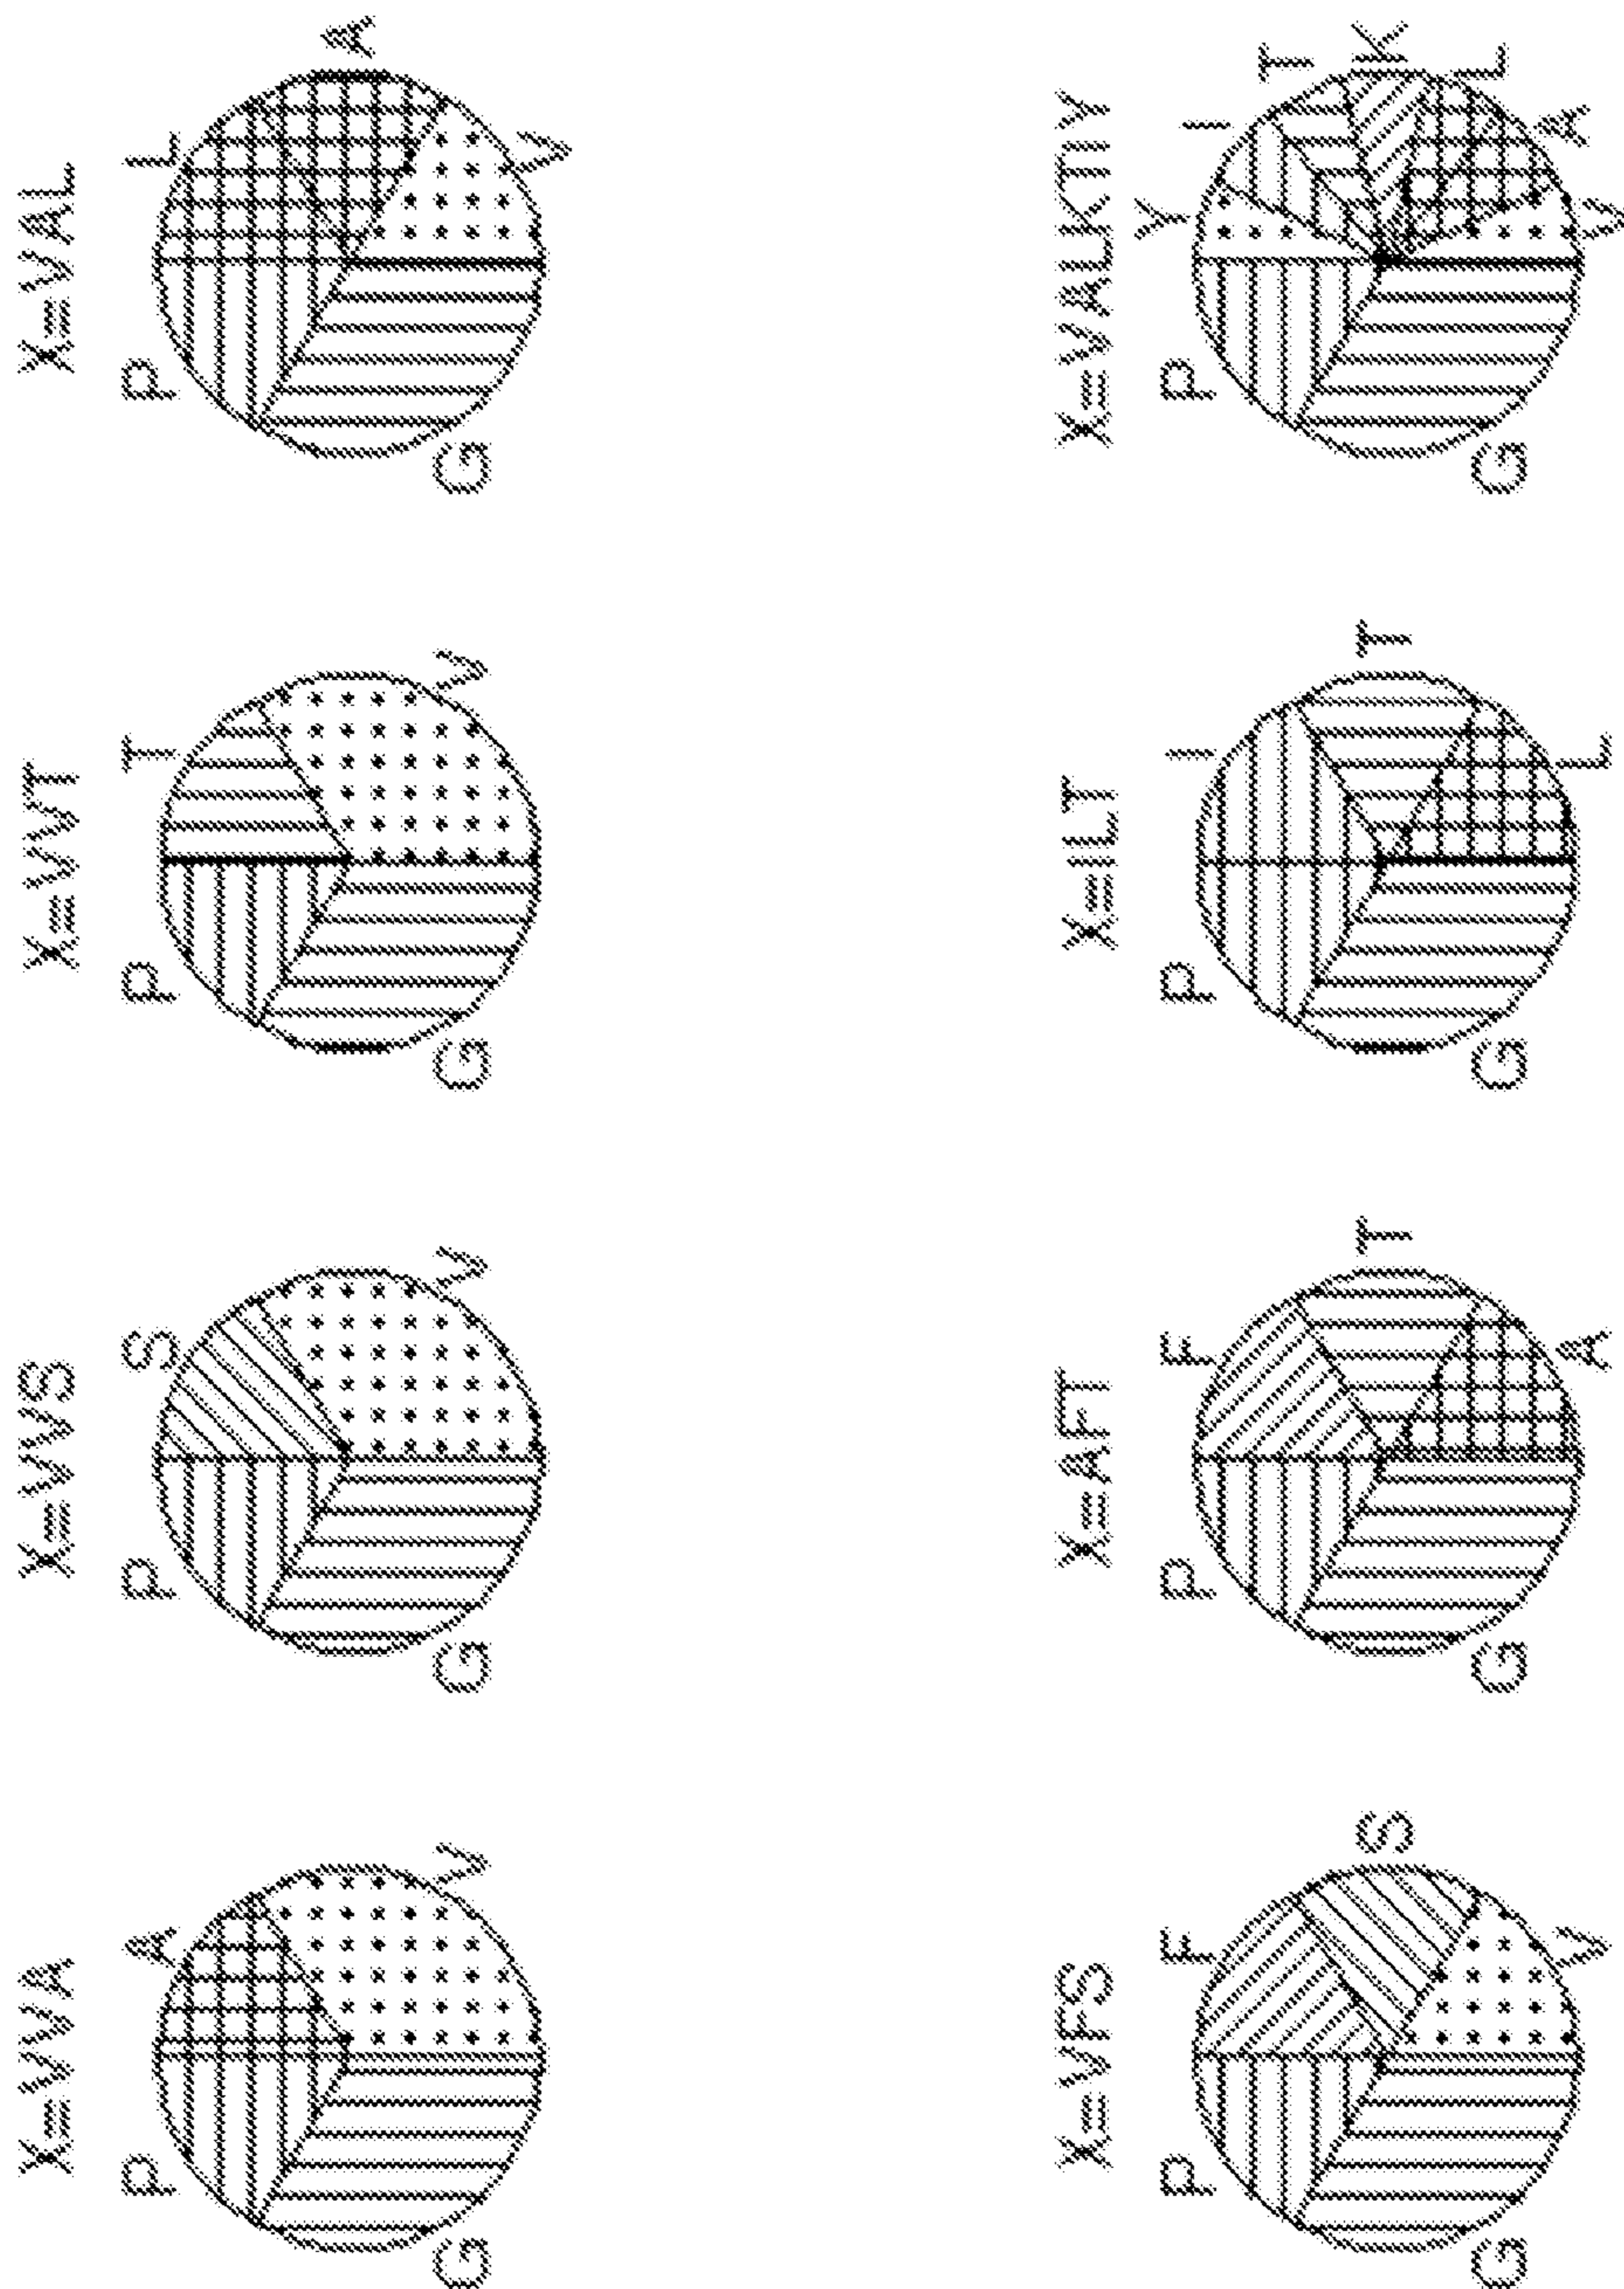 X=VVA
P A
G V
X=VVS
P S
G V
X=VVT
P T
G V
X=VAL
P L
A
G
V
X=VFS
P F
S
G
V
X=AFT
P F
T
G
A
X=ILT
P I
T
G
L
X=VALKTIY
P Y
I
T
K
L
G
A
V